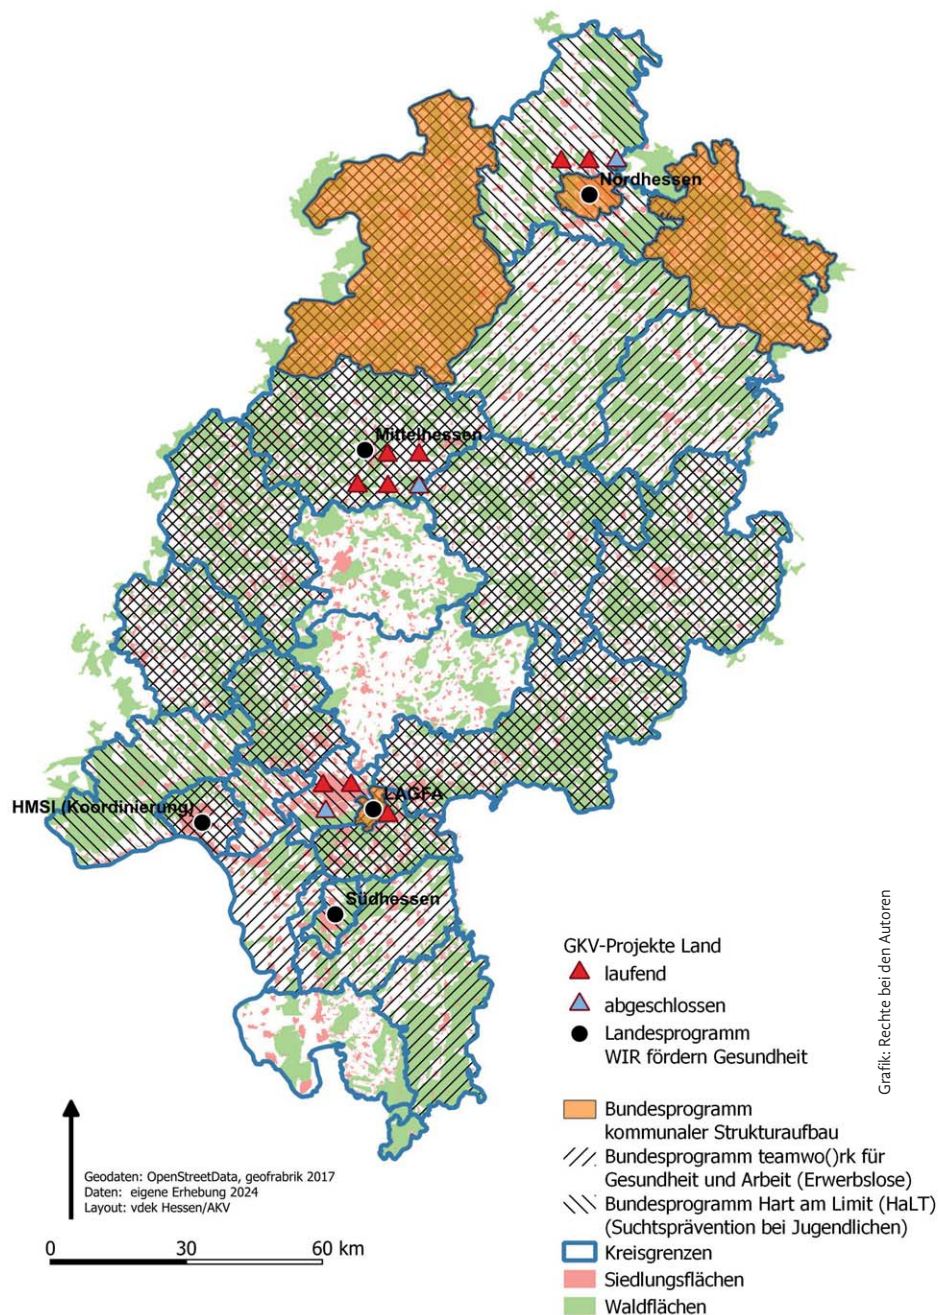 Nordhessen
Mittelhessen
HMSI (Koordinierung)
LAGFA
Südhessen
GKV-Projekte Land
laufend
abgeschlossen
Landesprogramm
WIR fördern Gesundheit
Grafik: Rechte bei den Autoren
Bundesprogramm
kommunaler Strukturaufbau
Bundesprogramm teamwo()rk für
Gesundheit und Arbeit (Erwerbslose)
Bundesprogramm Hart am Limit (HaLT)
(Suchtsprävention bei Jugendlichen)
Kreisgrenzen
Siedlungsflächen
Waldflächen
Geodaten: OpenStreetData, geofrabrik 2017
Daten: eigene Erhebung 2024
Layout: vdek Hessen/AKV
0 30 60 km